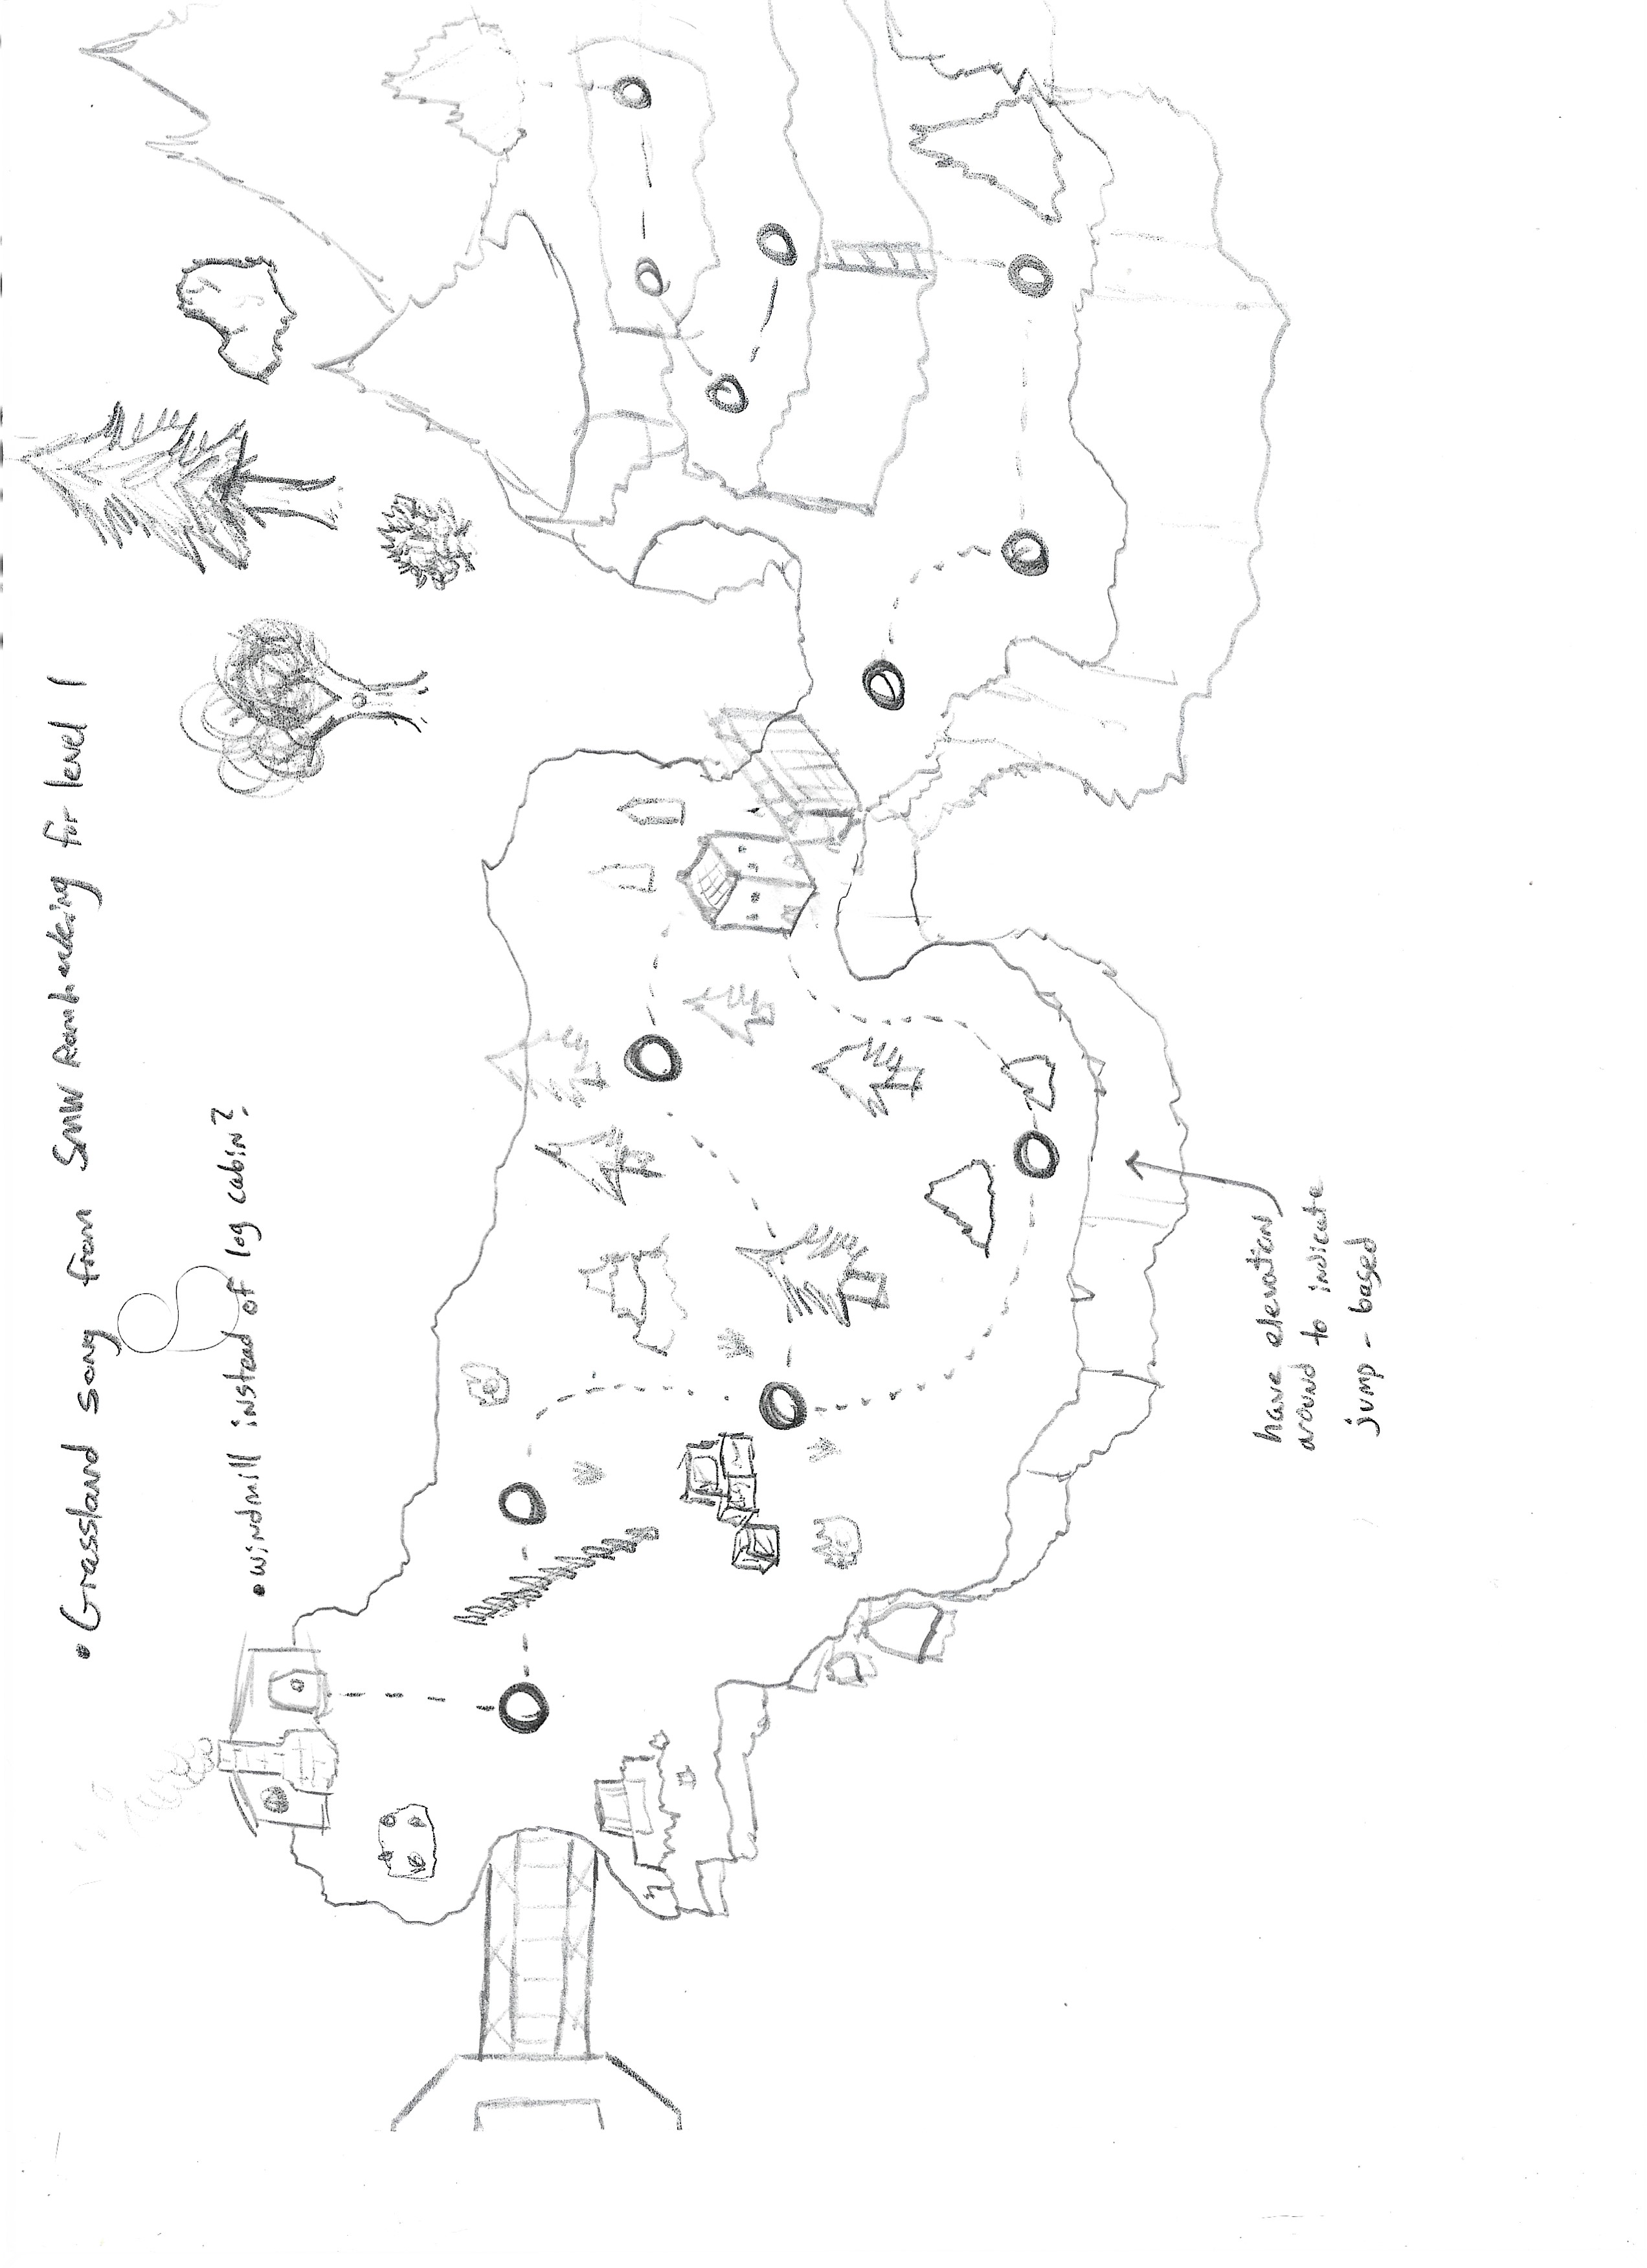 • Grassland song from SMW Romhacking for level 1
• windmill instead of log cabin?
have elevation
around to indicate
jump - based